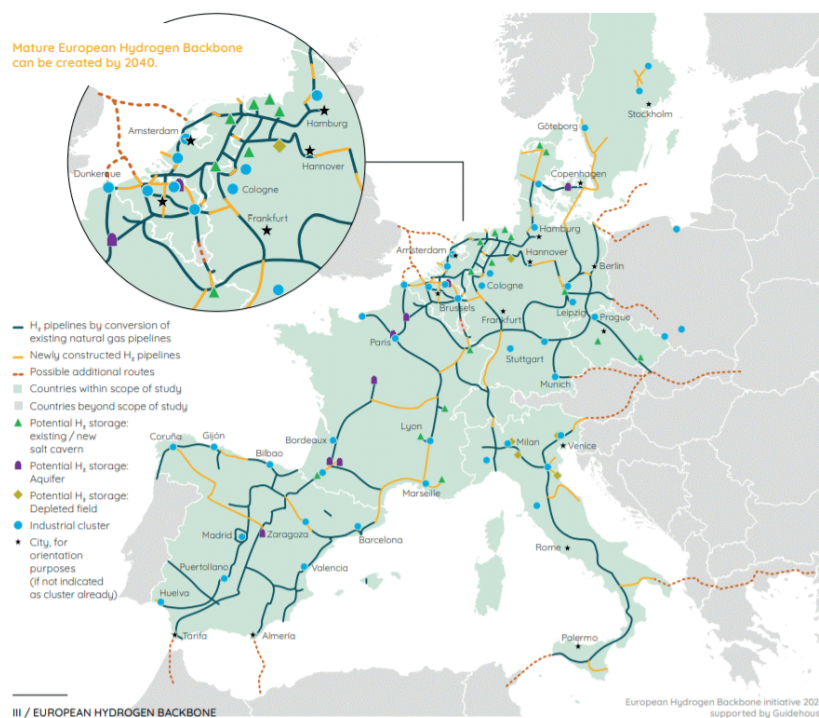 Mature European Hydrogen Backbone
can be created by 2040.
Amsterdam
Hamburg
Hannover
Dunkerque
Cologne
Frankfurt
H₂ pipelines by conversion of
existing natural gas pipelines
Newly constructed H₂ pipelines
Possible additional routes
Countries within scope of study
Countries beyond scope of study
Potential H₂ storage:
existing / new
salt cavern
Potential H₂ storage:
Aquifer
Potential H₂ storage:
Depleted field
Industrial cluster
City, for
orientation
purposes
(if not indicated
as cluster already)
Stockholm
Göteborg
Copenhagen
Hamburg
Amsterdam
Hannover
Berlin
Cologne
Brussels
Leipzig
Frankfurt
Prague
Paris
Stuttgart
Munich
Lyon
Milan
Venice
Bordeaux
Coruña
Gijón
Bilbao
Marseille
Madrid
Zaragoza
Barcelona
Puertollano
Valencia
Huelva
Rome
Tarifa
Almería
Palermo
III / EUROPEAN HYDROGEN BACKBONE
European Hydrogen Backbone initiative 202
supported by Guidehous